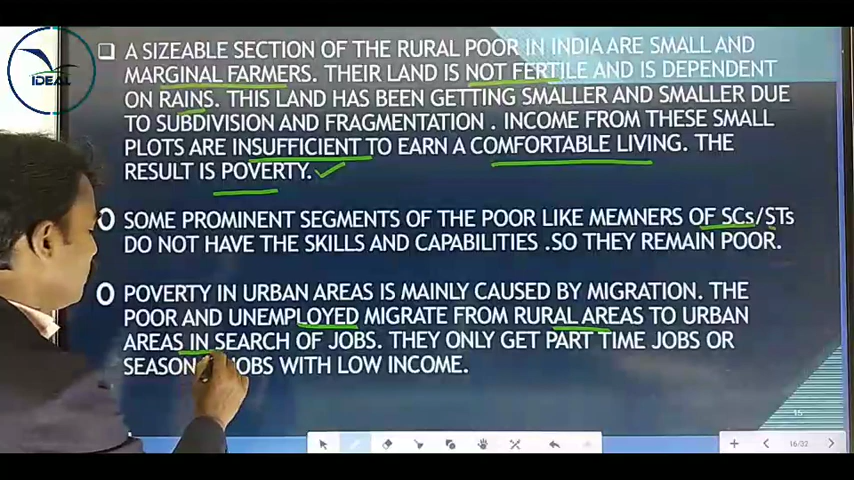 IDEAL
A SIZEABLE SECTION OF THE RURAL POOR IN INDIA ARE SMALL AND
MARGINAL FARMERS. THEIR LAND IS NOT FERTILE AND IS DEPENDENT
ON RAINS. THIS LAND HAS BEEN GETTING SMALLER AND SMALLER DUE
TO SUBDIVISION AND FRAGMENTATION . INCOME FROM THESE SMALL
PLOTS ARE INSUFFICIENT TO EARN A COMFORTABLE LIVING. THE
RESULT IS POVERTY.
SOME PROMINENT SEGMENTS OF THE POOR LIKE MEMNERS OF SCs/STs
DO NOT HAVE THE SKILLS AND CAPABILITIES .SO THEY REMAIN POOR.
POVERTY IN URBAN AREAS IS MAINLY CAUSED BY MIGRATION. THE
POOR AND UNEMPLOYED MIGRATE FROM RURAL AREAS TO URBAN
AREAS IN SEARCH OF JOBS. THEY ONLY GET PART TIME JOBS OR
SEASON JOBS WITH LOW INCOME.
16/22